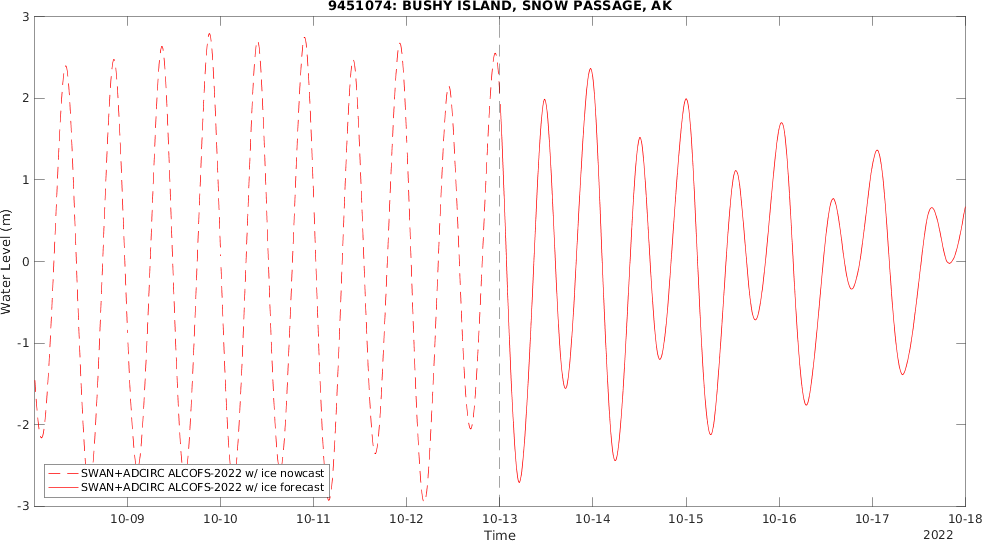 9451074: BUSHY ISLAND, SNOW PASSAGE, AK
3
2
1
0
-1
-2
-3
Water Level (m)
SWAN+ADCIRC ALCOFS-2022 w/ ice nowcast
SWAN+ADCIRC ALCOFS-2022 w/ ice forecast
10-09 10-10 10-11 10-12 10-13 10-14 10-15 10-16 10-17 10-18
Time
2022